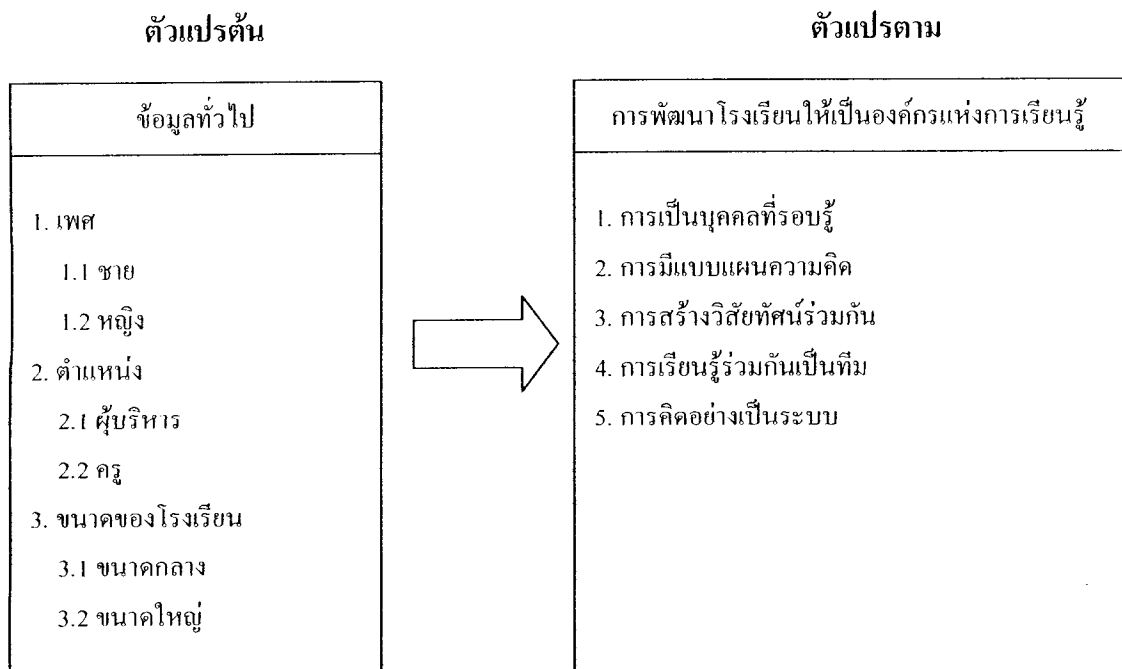 ตัวแปรต้น
ข้อมูลทั่วไป
1. เพศ
1.1 ชาย
1.2 หญิง
2. ตำแหน่ง
2.1 ผุ้บริหาร
2.2 ครู
3. ขนาดของโรงเรียน
3.1 ขนาดกลาง
3.2 ขนาดใหญ่
ตัวแปรตาม
การพัฒนาโรงเรียนให้เป็นองค์กรแห่งการเรียนรู้
1. การเป็นบุคคลที่รอบรู้
2. การมีแบบแผนความคิด
3. การสร้างวิสัยทัศน์ร่วมกัน
4. การเรียนรู้ร่วมกันเป็นทีม
5. การคิดอย่างเป็นระบบ